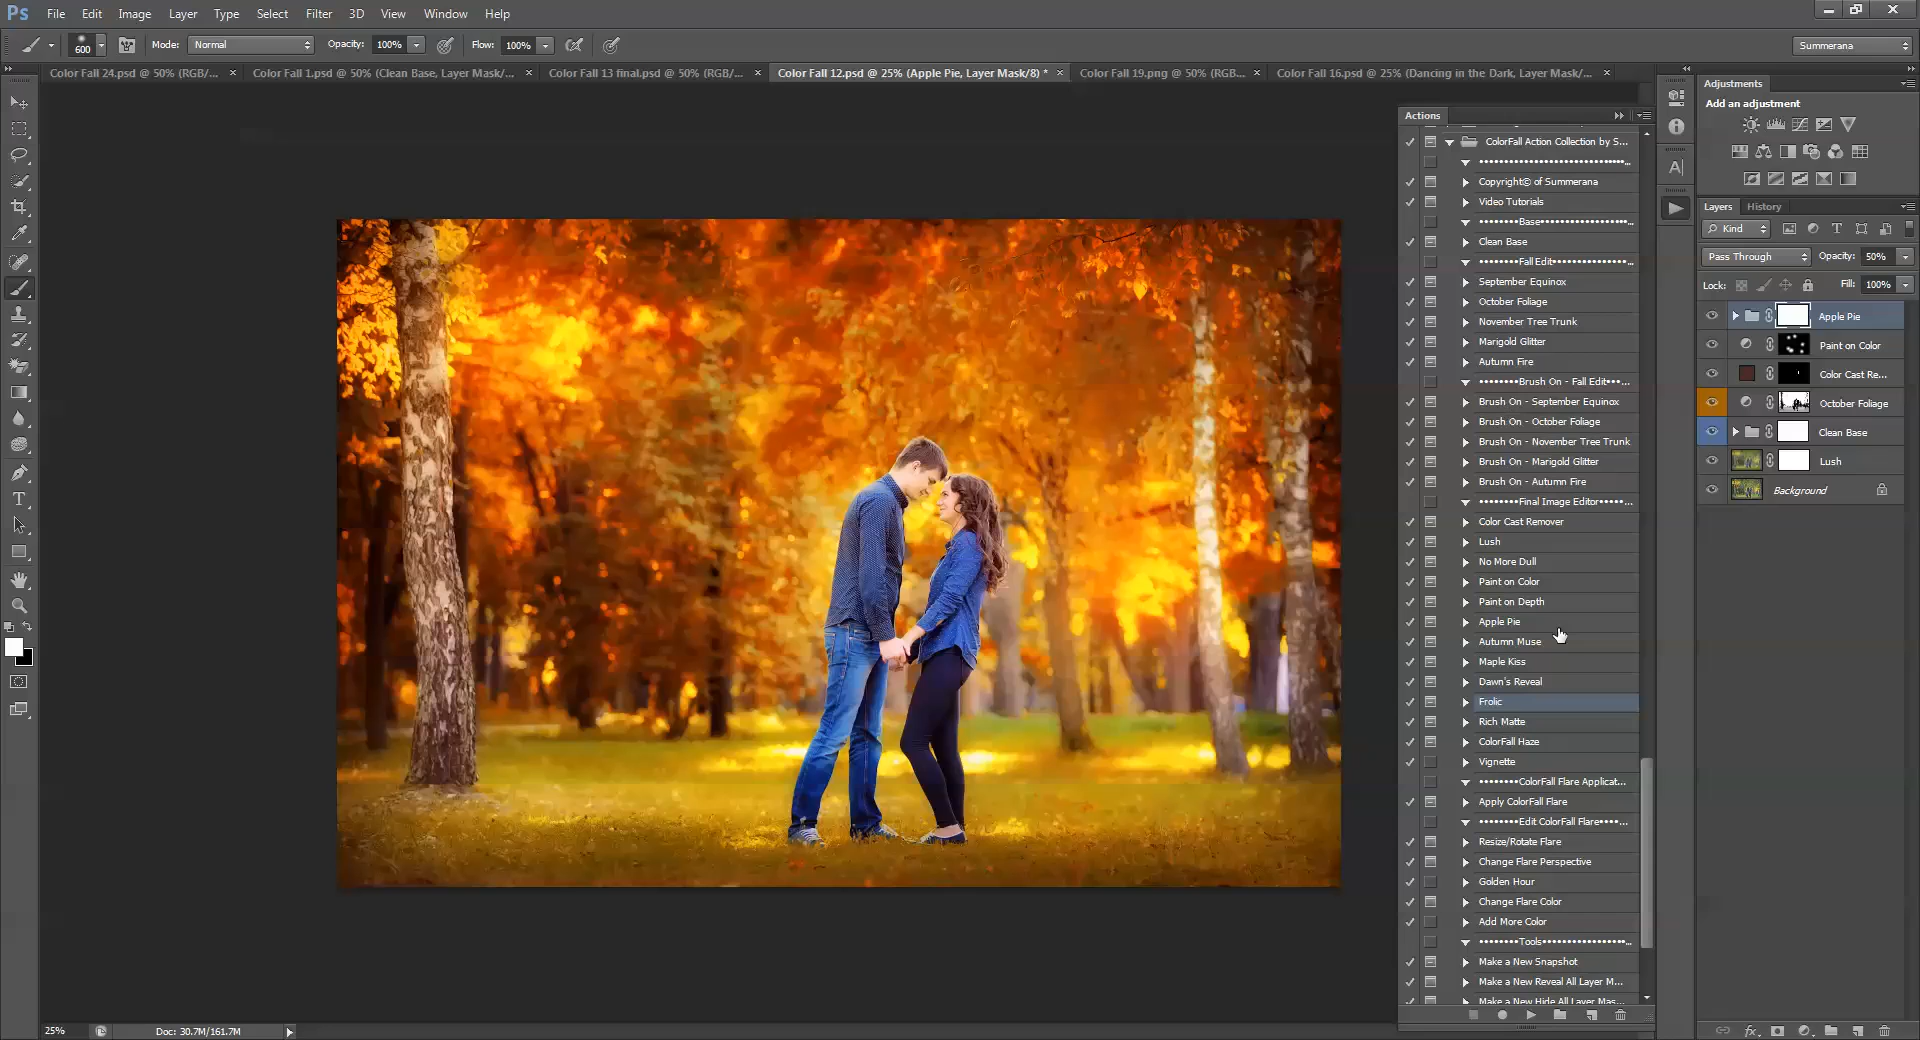 Ps File Edit Image Layer Type Select Filter 3D View Window Help
600 Mode: Normal Opacity: 100% Flow: 100% Summerana
Color Fall 24.psd @ 50% (RGB/... × Color Fall 1.psd @ 50% (Clean Base, Layer Mask/... × Color Fall 13 final.psd @ 50% (RGB/... × Color Fall 12.psd @ 25% (Apple Pie, Layer Mask/8) * × Color Fall 19.png @ 50% (RGB... × Color Fall 16.psd @ 25% (Dancing in the Dark, Layer Mask/... ×
Actions
ColorFall Action Collection by S...
••••••••••••••••••••••••••••••...
Copyright© of Summerana
Video Tutorials
••••••••Base••••••••••••••••••...
Clean Base
••••••••Fall Edit••••••••••••••••...
September Equinox
October Foliage
November Tree Trunk
Marigold Glitter
Autumn Fire
••••••••Brush On - Fall Edit•••...
Brush On - September Equinox
Brush On - October Foliage
Brush On - November Tree Trunk
Brush On - Marigold Glitter
Brush On - Autumn Fire
••••••••Final Image Editor•••••...
Color Cast Remover
Lush
No More Dull
Paint on Color
Paint on Depth
Apple Pie
Autumn Muse
Maple Kiss
Dawn's Reveal
Frolic
Rich Matte
ColorFall Haze
Vignette
••••••••ColorFall Flare Applicat...
Apply ColorFall Flare
••••••••Edit ColorFall Flare••••...
Resize/Rotate Flare
Change Flare Perspective
Golden Hour
Change Flare Color
Add More Color
••••••••Tools•••••••••••••••••...
Make a New Snapshot
Make a New Reveal All Layer M...
Make a New Hide All Layer Mas...
A
Adjustments
Add an adjustment
Layers History
Kind T
Pass Through Opacity: 50%
Lock: Fill: 100%
Apple Pie
Paint on Color
Color Cast Re...
October Foliage
Clean Base
Lush
Background
T
fx
25% Doc: 30.7M/161.7M